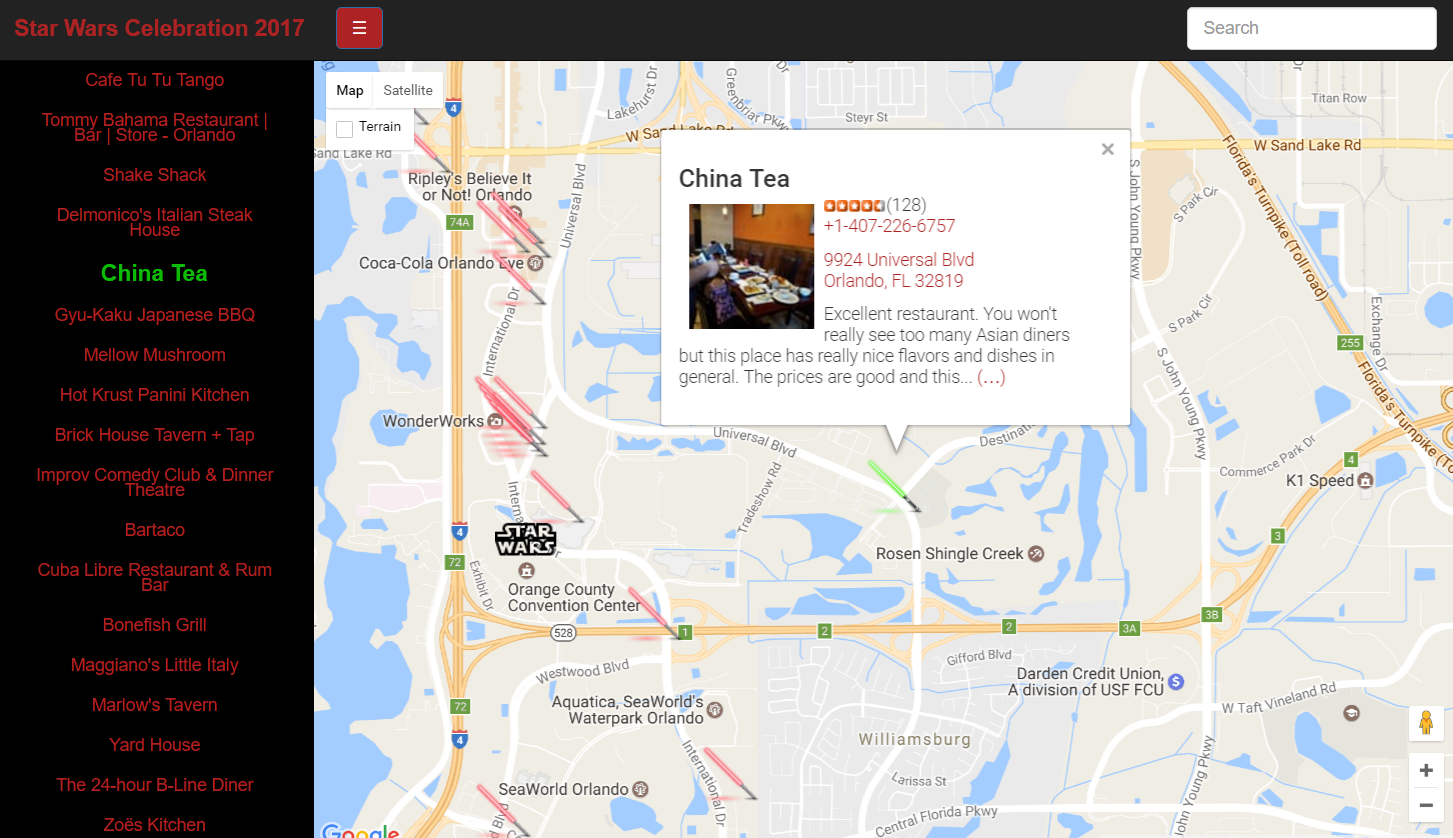 Star Wars Celebration 2017
☰
Search
Cafe Tu Tu Tango
Tommy Bahama Restaurant |
Bar | Store - Orlando
Shake Shack
Delmonico's Italian Steak
House
China Tea
Gyu-Kaku Japanese BBQ
Mellow Mushroom
Hot Krust Panini Kitchen
Brick House Tavern + Tap
Improv Comedy Club & Dinner
Theatre
Bartaco
Cuba Libre Restaurant & Rum
Bar
Bonefish Grill
Maggiano's Little Italy
Marlow's Tavern
Yard House
The 24-hour B-Line Diner
Zoës Kitchen
Map
Satellite
Terrain
China Tea
×
(128)
+1-407-226-6757
9924 Universal Blvd
Orlando, FL 32819
Excellent restaurant. You won't
really see too many Asian diners
but this place has really nice flavors and dishes in
general. The prices are good and this... (...)
4
Lakehurst Dr
Greenbriar Pkwy
Steyr St
Titan Row
W Sand Lake Rd
W Sand Lake Rd
Sand Lake Rd
Ripley's Believe It
or Not! Orlando
74A
Universal Blvd
Coca-Cola Orlando Eye
International Dr
S John Young Pkwy
S Park Cir
Florida's Turnpike (Toll road)
Exchange Dr
255
S Park Cir
S John Young Pkwy
Florida's Turnpike
WonderWorks
Universal Blvd
Tradeshow Rd
Commerce Park Dr
4
K1 Speed
3
STAR
WARS
4
72
Exhibit Dr
Rosen Shingle Creek
Orange County
Convention Center
528
1
2
2
3A
3B
Westwood Blvd
Gifford Blvd
Darden Credit Union,
A division of USF FCU
$
W Taft Vineland Rd
72
4
Aquatica, SeaWorld's
Waterpark Orlando
International Dr
Williamsburg
Larissa St
SeaWorld Orlando
Central Florida Pkwy
S John Young Pkwy
+
−
Google